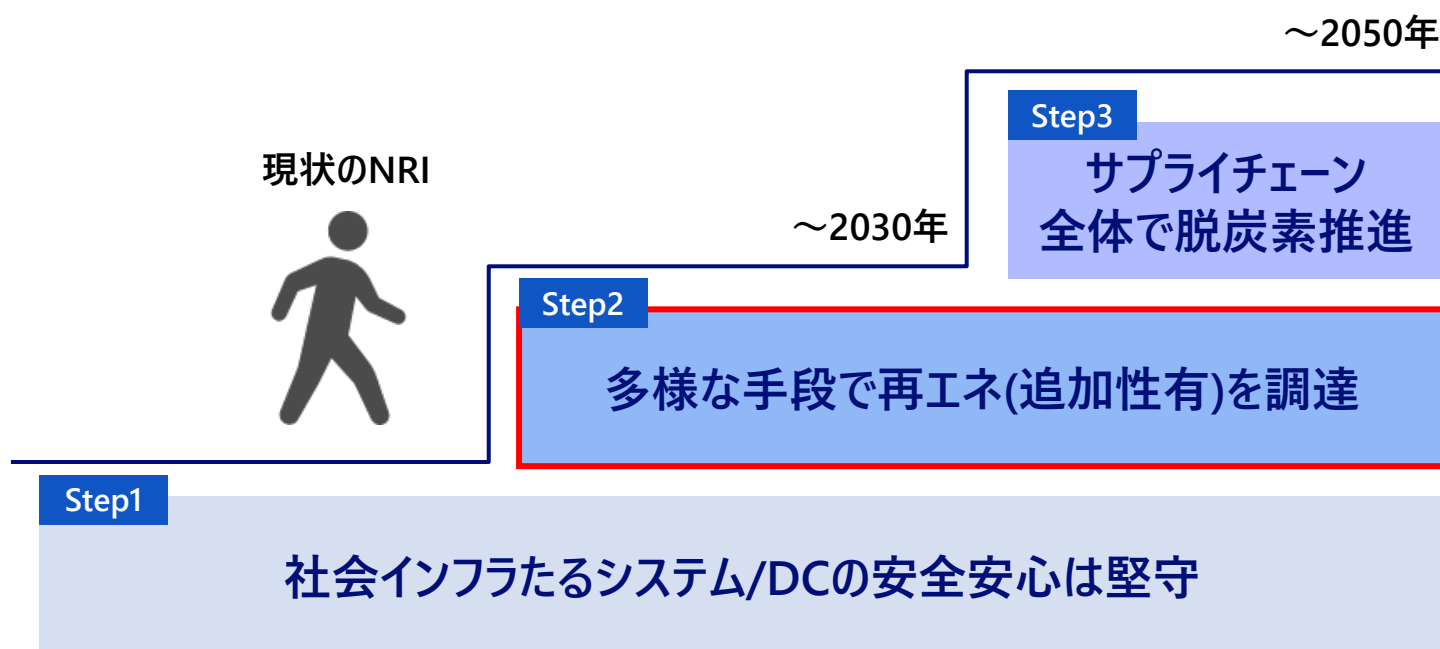 ~2050年
Step3
サプライチェーン
全体で脱炭素推進
現状のNRI
~2030年
Step2
多様な手段で再エネ(追加性有)を調達
Step1
社会インフラたるシステム/DCの安全安心は堅守